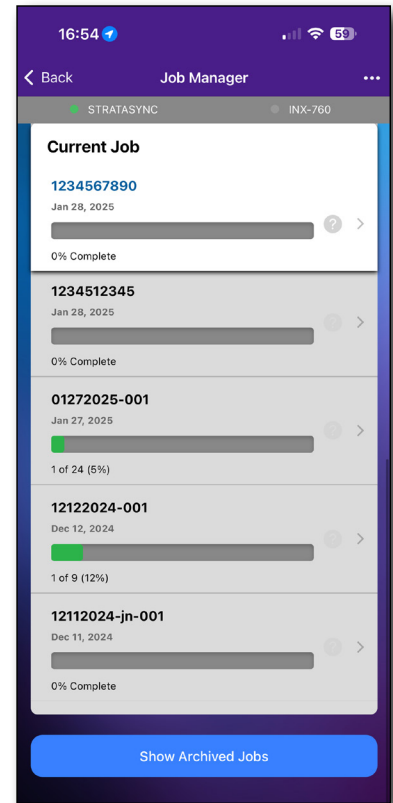 16:54
59
Back
Job Manager
STRATASYNC
INX-760
Current Job
1234567890
Jan 28, 2025
?
0% Complete
1234512345
Jan 28, 2025
?
0% Complete
01272025-001
Jan 27, 2025
?
1 of 24 (5%)
12122024-001
Dec 12, 2024
?
1 of 9 (12%)
12112024-jn-001
Dec 11, 2024
?
0% Complete
Show Archived Jobs